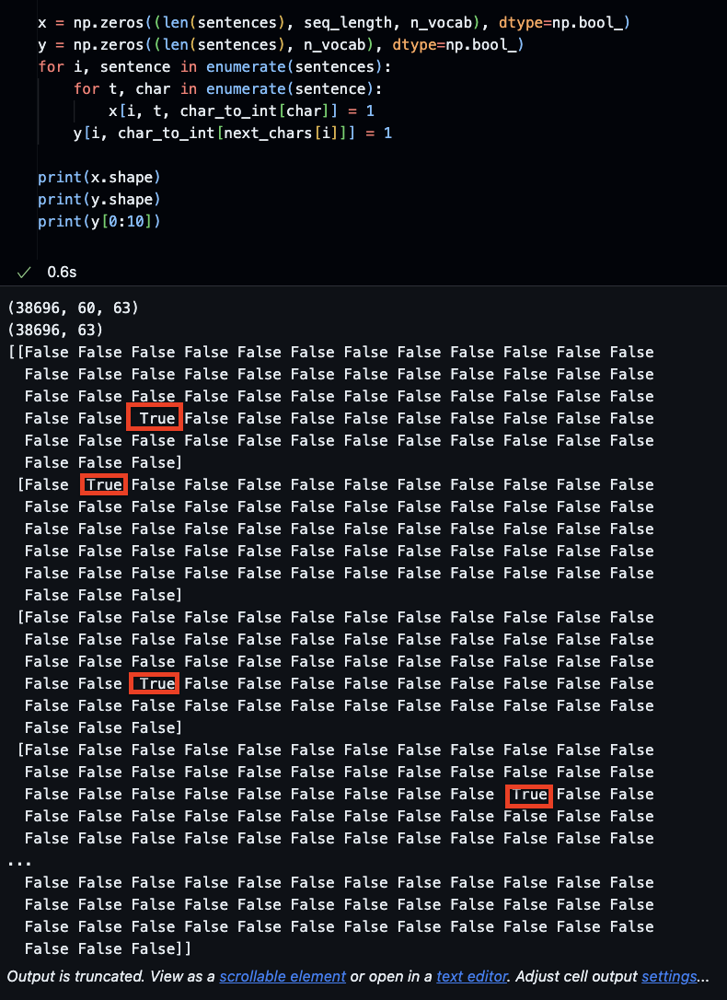 x = np.zeros((len(sentences), seq_length, n_vocab), dtype=np.bool_)
y = np.zeros((len(sentences), n_vocab), dtype=np.bool_)
for i, sentence in enumerate(sentences):
    for t, char in enumerate(sentence):
        x[i, t, char_to_int[char]] = 1
    y[i, char_to_int[next_chars[i]]] = 1
print(x.shape)
print(y.shape)
print(y[0:10])
0.6s
(38696, 60, 63)
(38696, 63)
[[False False False False False False False False False False False False
  False False False False False False False False False False False False
  False False False False False False False False False False False False
  False False  True False False False False False False False False False
  False False False False False False False False False False False False
  False False False]
 [False  True False False False False False False False False False False
  False False False False False False False False False False False False
  False False False False False False False False False False False False
  False False False False False False False False False False False False
  False False False False False False False False False False False False
  False False False]
 [False False False False False False False False False False False False
  False False False False False False False False False False False False
  False False False False False False False False False False False False
  False False  True False False False False False False False False False
  False False False False False False False False False False False False
  False False False]
 [False False False False False False False False False False False False
  False False False False False False False False False False False False
  False False False False False False False False False  True False False
  False False False False False False False False False False False False
  False False False False False False False False False False False False
...
  False False False False False False False False False False False False
  False False False False False False False False False False False False
  False False False False False False False False False False False False
  False False False]]
Output is truncated. View as a scrollable element or open in a text editor. Adjust cell output settings...